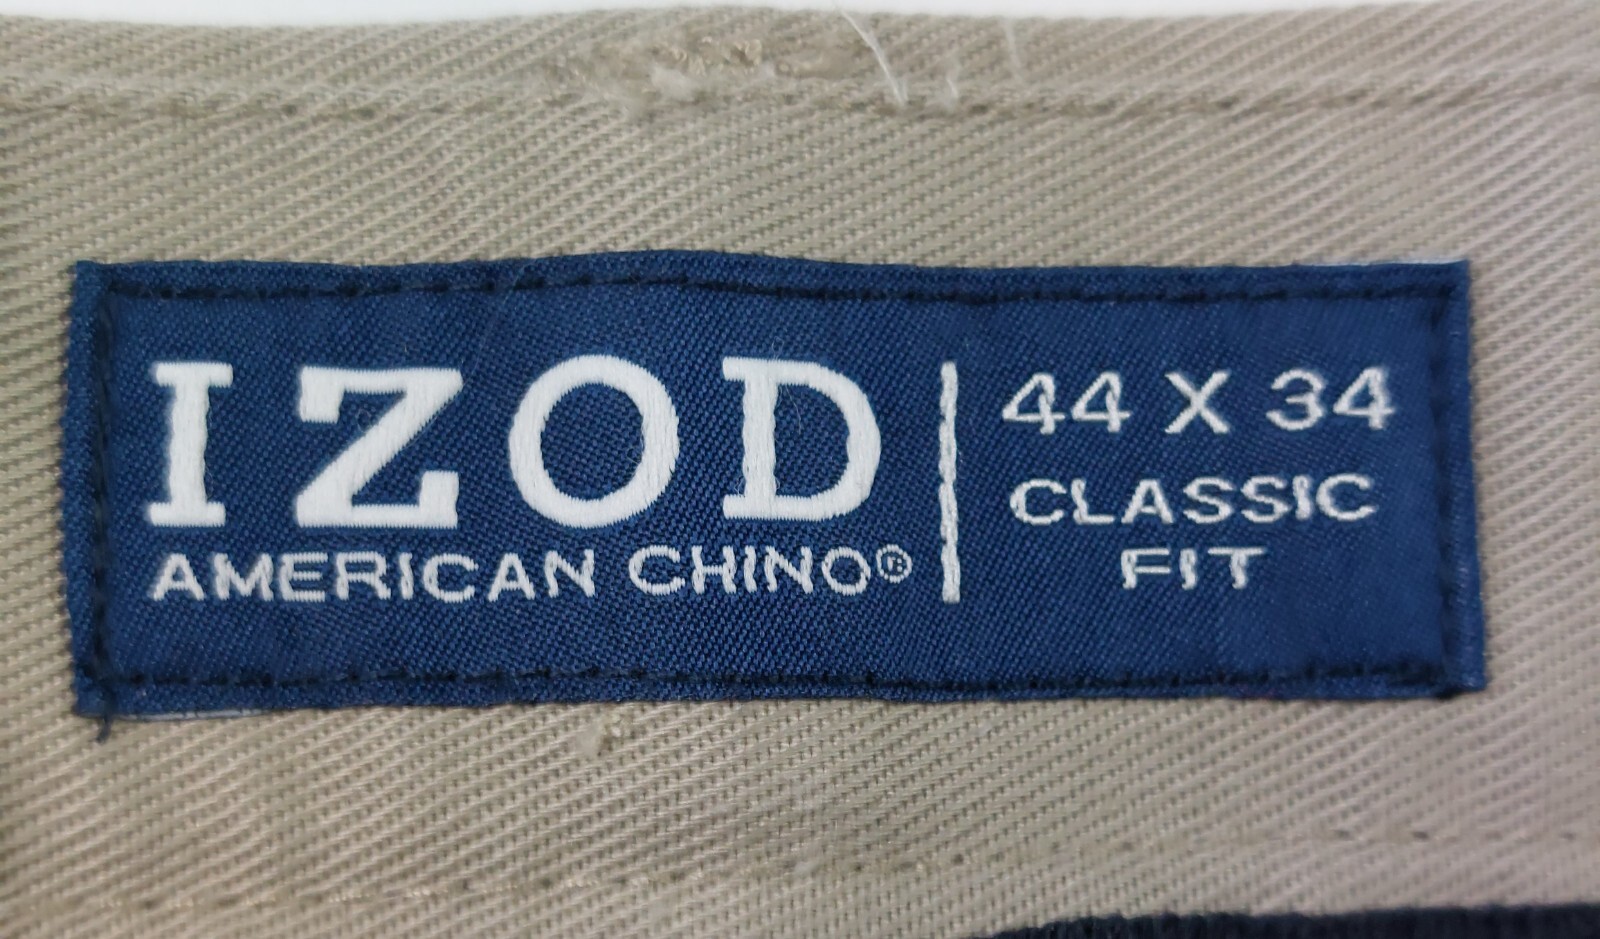 IZOD
AMERICAN CHINO®
44 X 34
CLASSIC
FIT